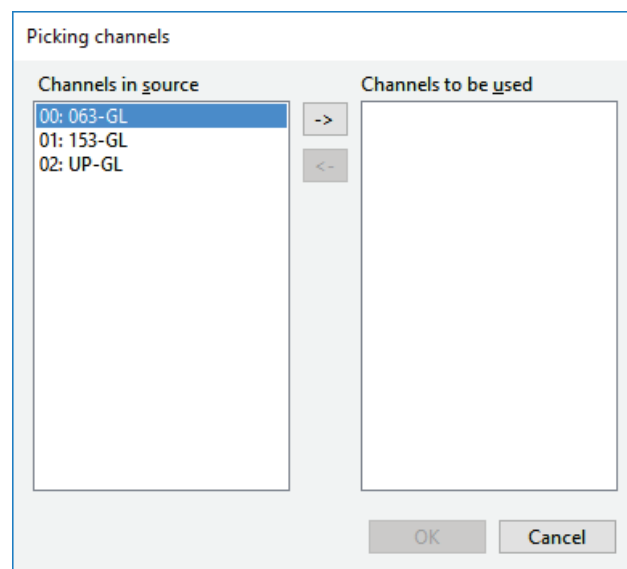 Picking channels
Channels in source
Channels to be used
00: 063-GL
01: 153-GL
02: UP-GL
->
<-
OK
Cancel